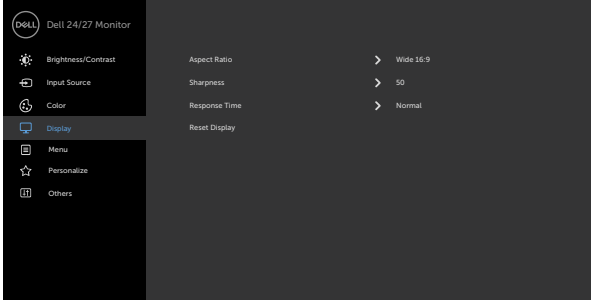 DELL
Dell 24/27 Monitor
Brightness/Contrast
Input Source
Color
Display
Menu
Personalize
Others
Aspect Ratio Wide 16:9
Sharpness 50
Response Time Normal
Reset Display